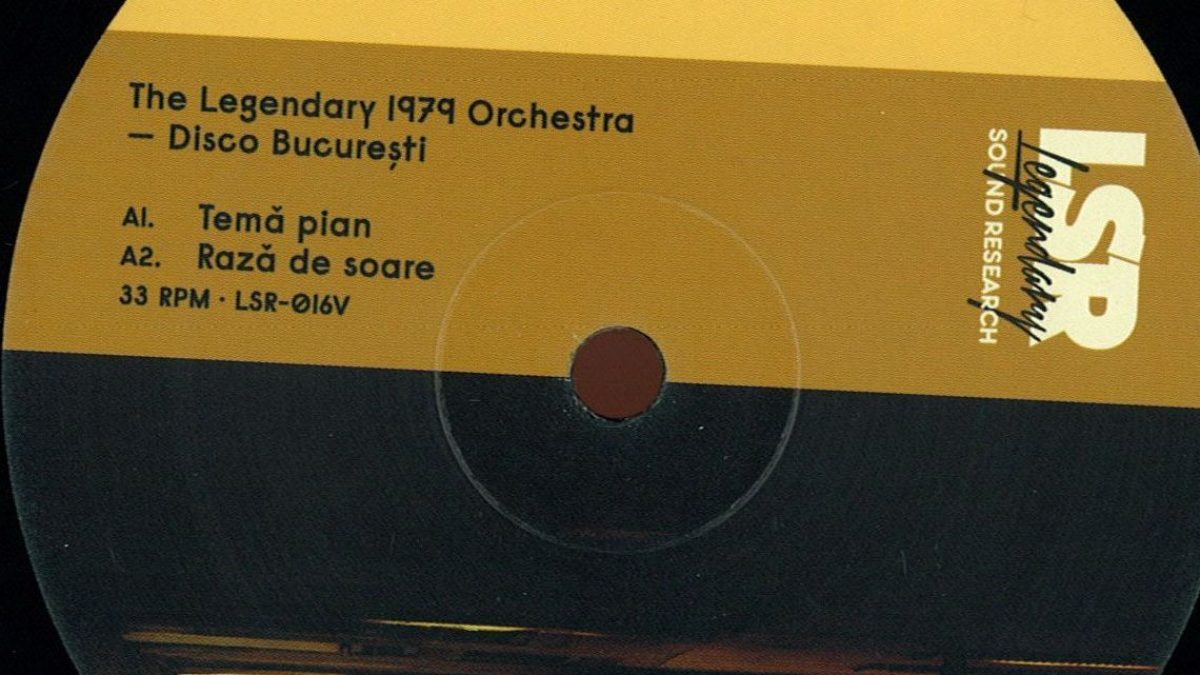 The Legendary 1979 Orchestra
— Disco București
A1. Temă pian
A2. Rază de soare
33 RPM · LSR-016V
LSR
Legendary
SOUND RESEARCH